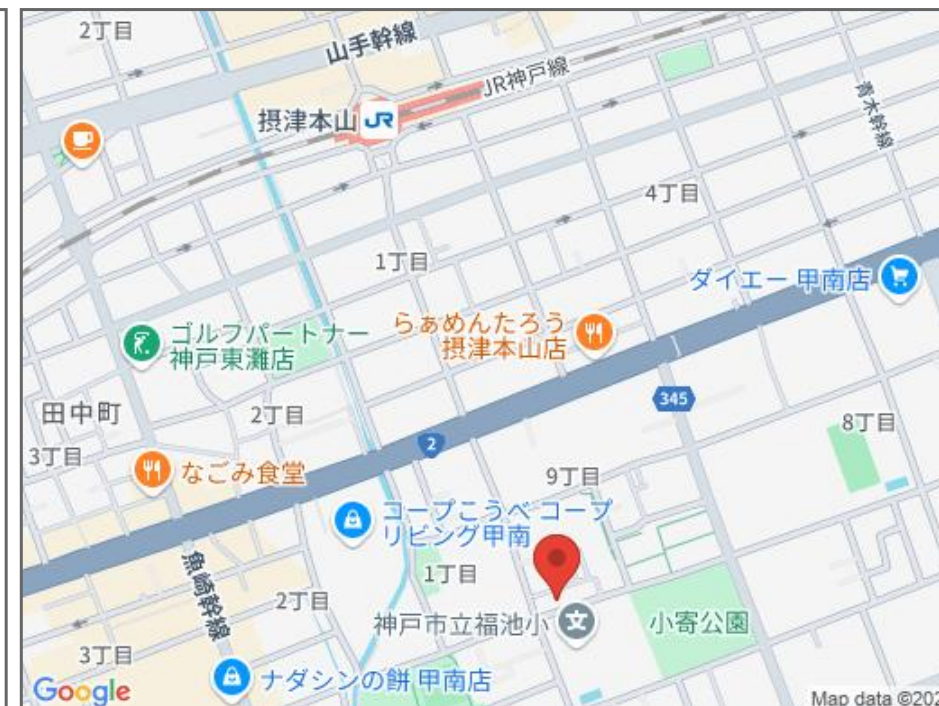 2丁目
山手幹線
JR神戸線
摂津本山
JR
青木幹線
4丁目
1丁目
ダイエー 甲南店
らぁめんたろう
摂津本山店
ゴルフパートナー
神戸東灘店
345
田中町
2丁目
8丁目
2
3丁目
9丁目
なごみ食堂
コープこうべ コープ
リビング甲南
魚崎幹線
1丁目
2丁目
神戸市立福池小
文
小寄公園
3丁目
ナダシンの餅 甲南店
Google
Map data ©202